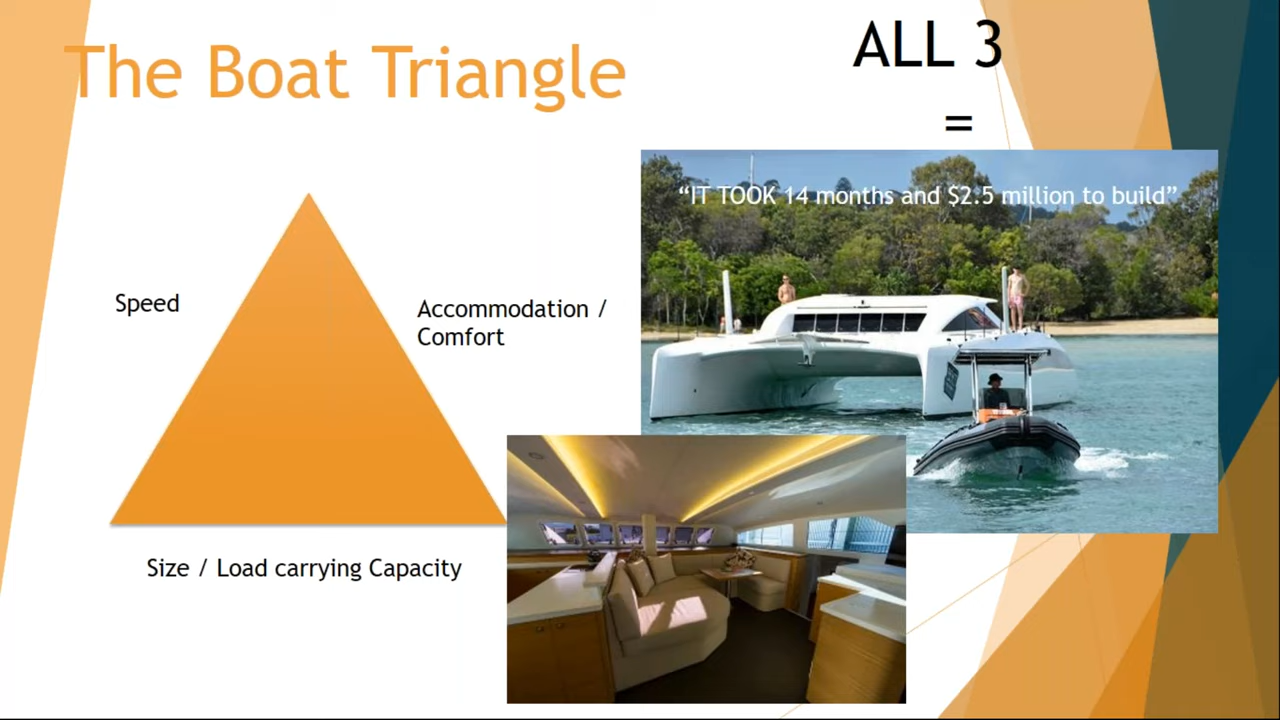 The Boat Triangle
ALL 3
=
“IT TOOK 14 months and $2.5 million to build”
Speed
Accommodation /
Comfort
Size / Load carrying Capacity